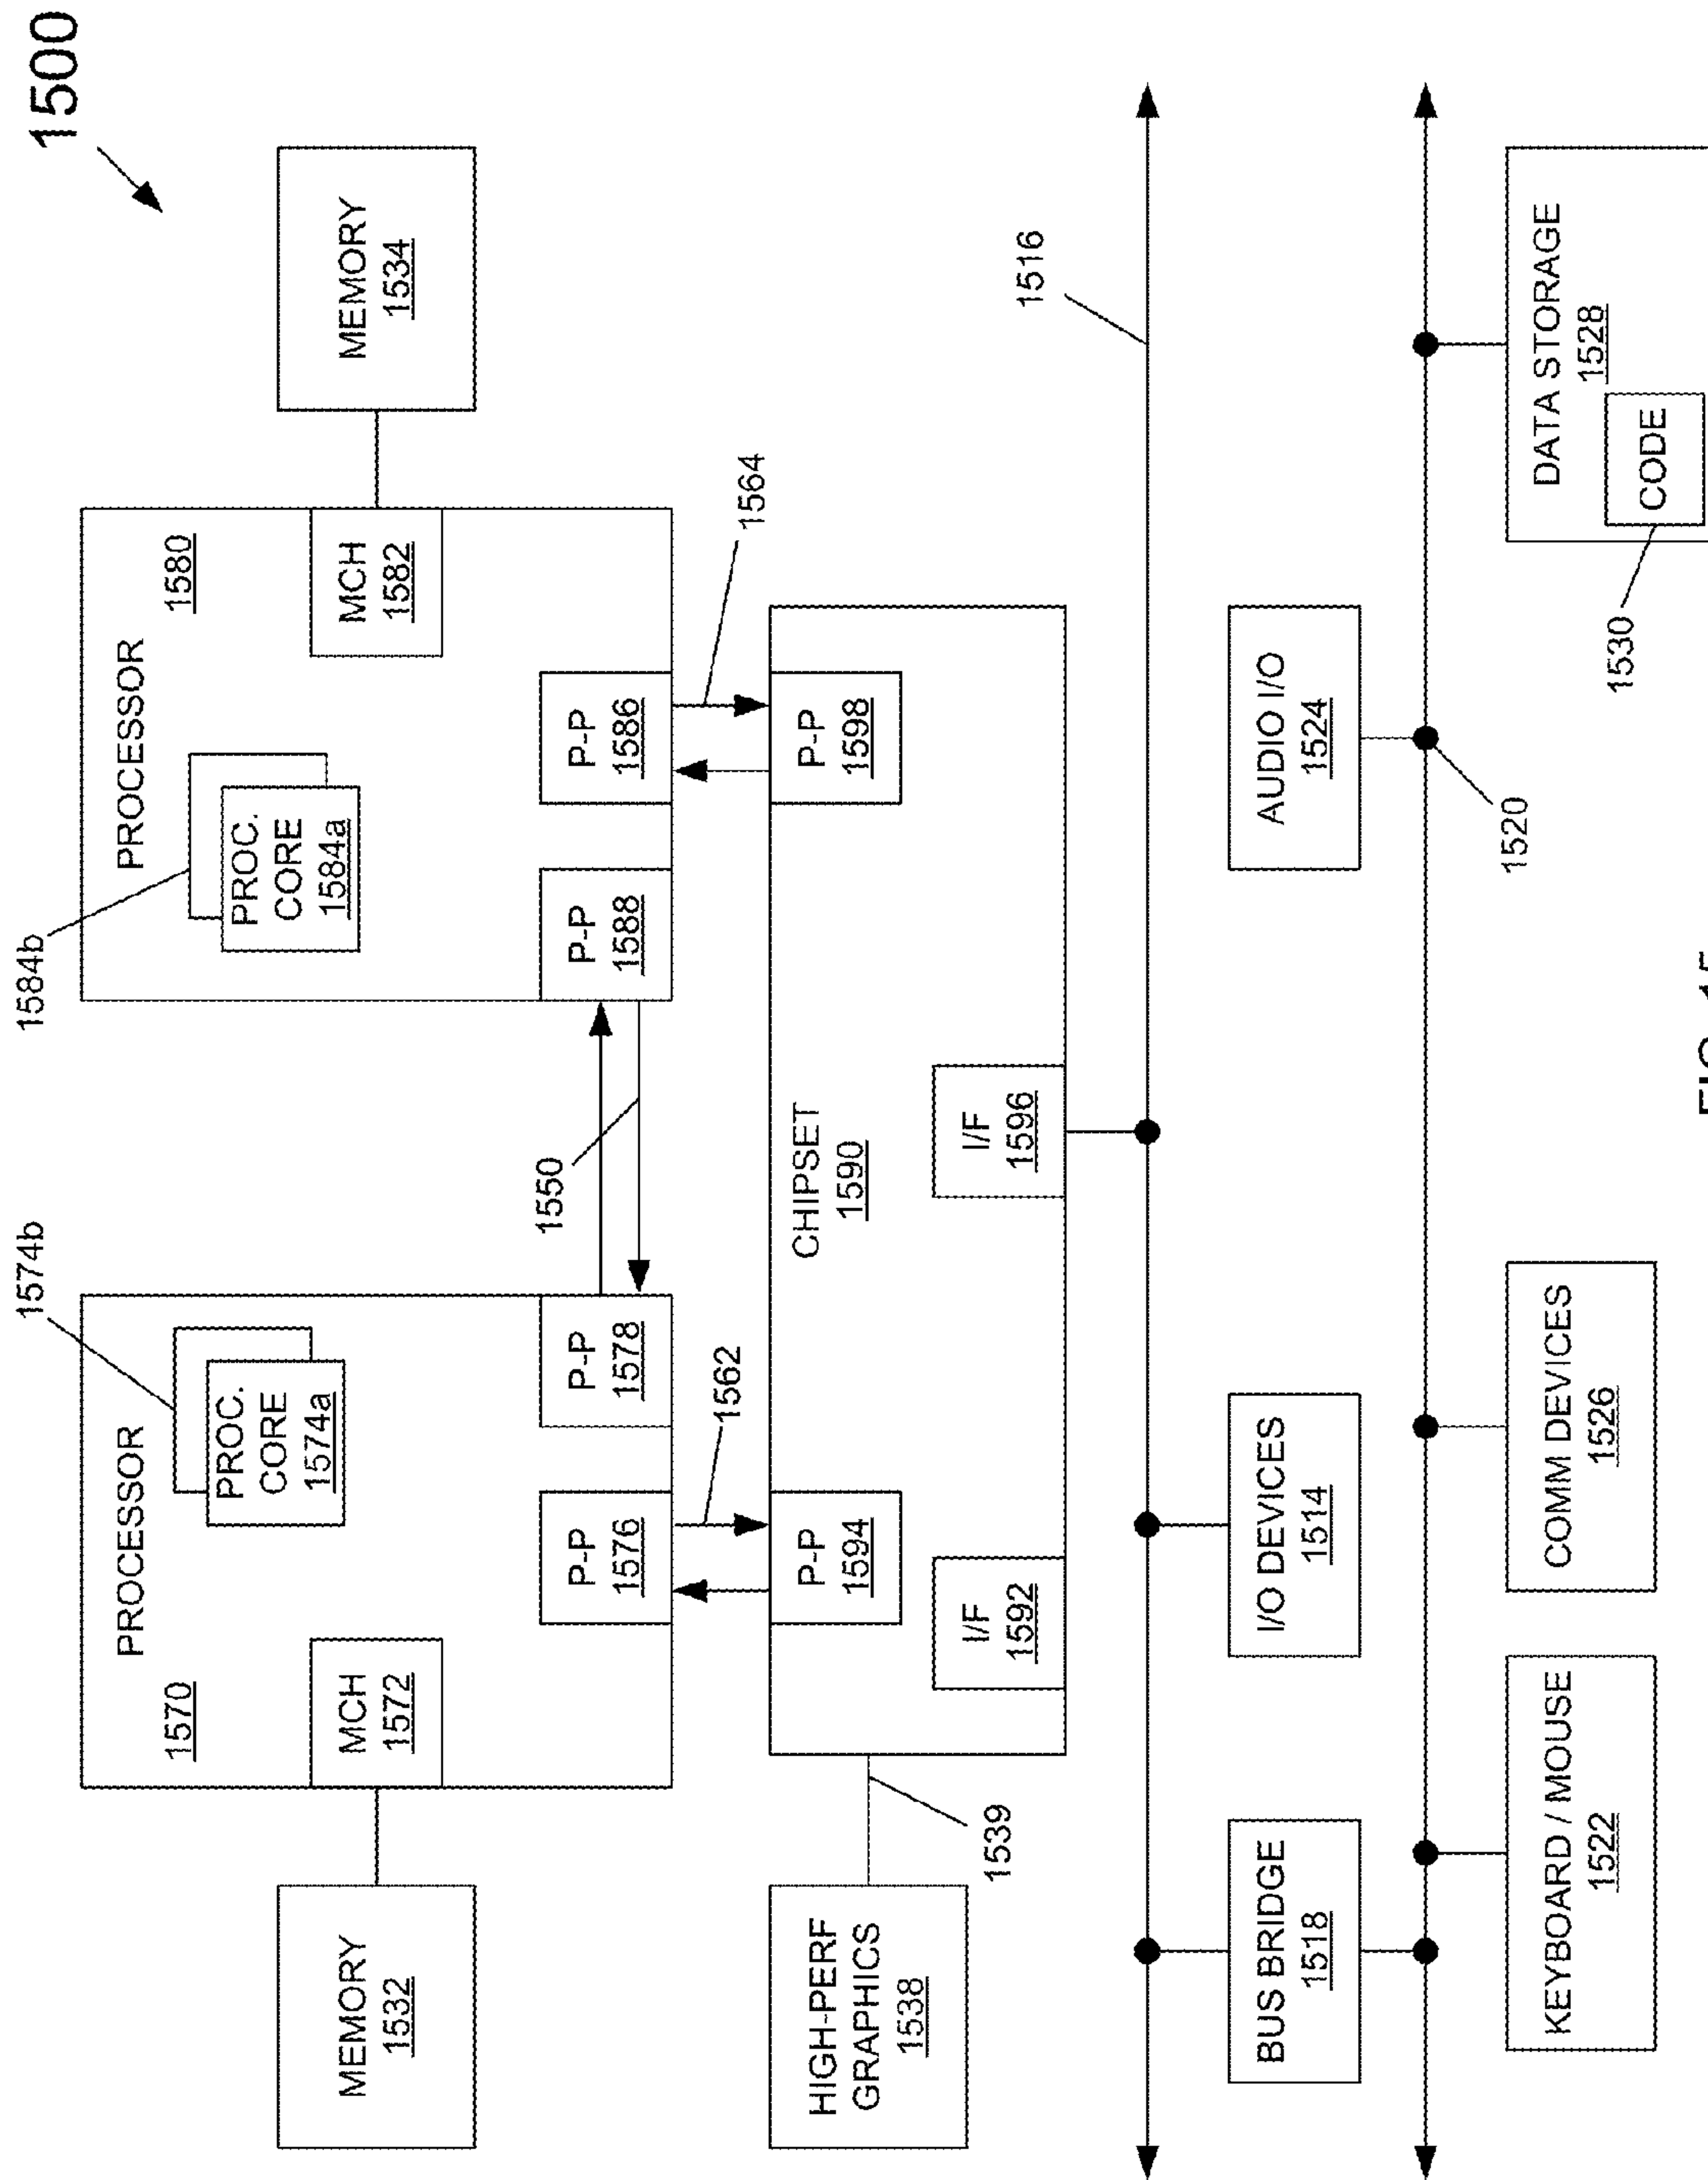 1500
1574b
1584b
PROCESSOR
1570
PROC.
CORE
1574a
MCH
1572
P-P
1576
P-P
1578
PROCESSOR
1580
PROC.
CORE
1584a
MCH
1582
P-P
1588
P-P
1586
MEMORY
1532
MEMORY
1534
1550
1562
1564
HIGH-PERF
GRAPHICS
1538
1539
P-P
1594
CHIPSET
1590
P-P
1598
I/F
1592
I/F
1596
1516
BUS BRIDGE
1518
I/O DEVICES
1514
AUDIO I/O
1524
1520
KEYBOARD / MOUSE
1522
COMM DEVICES
1526
DATA STORAGE
1528
CODE
1530
FIG. 15